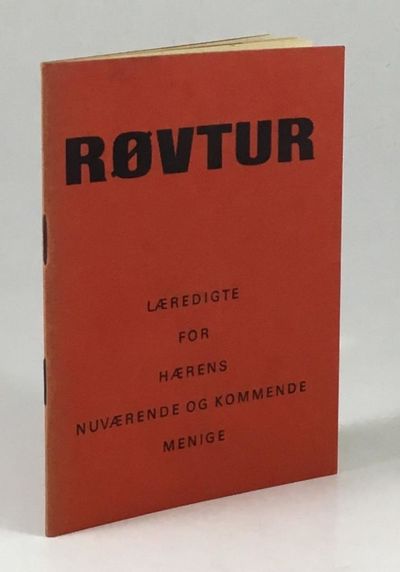 RØVTUR
LÆREDIGTE
FOR
HÆRENS
NUVÆRENDE OG KOMMENDE
MENIGE